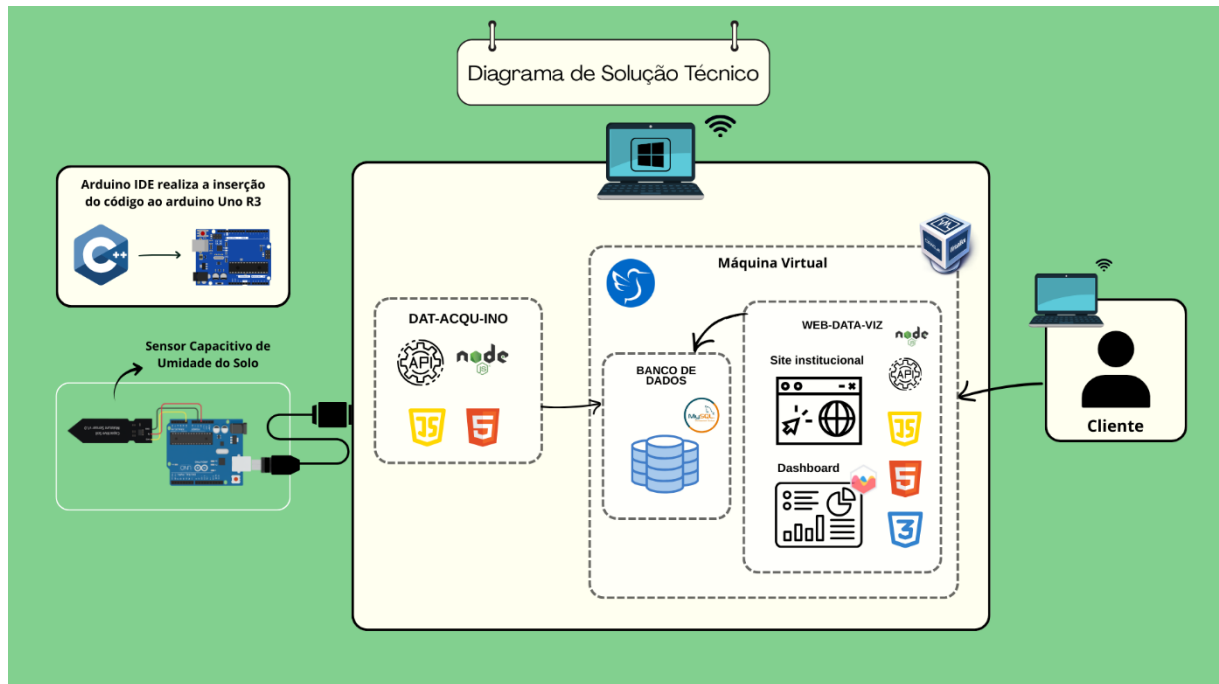 Diagrama de Solução Técnico
Arduino IDE realiza a inserção
do código ao arduino Uno R3
C++
Sensor Capacitivo de
Umidade do Solo
DAT-ACQU-INO
API
node
JS
JS
5
Máquina Virtual
BANCO DE
DADOS
MySQL
WEB-DATA-VIZ
node
JS
Site institucional
API
JS
Dashboard
5
3
Cliente